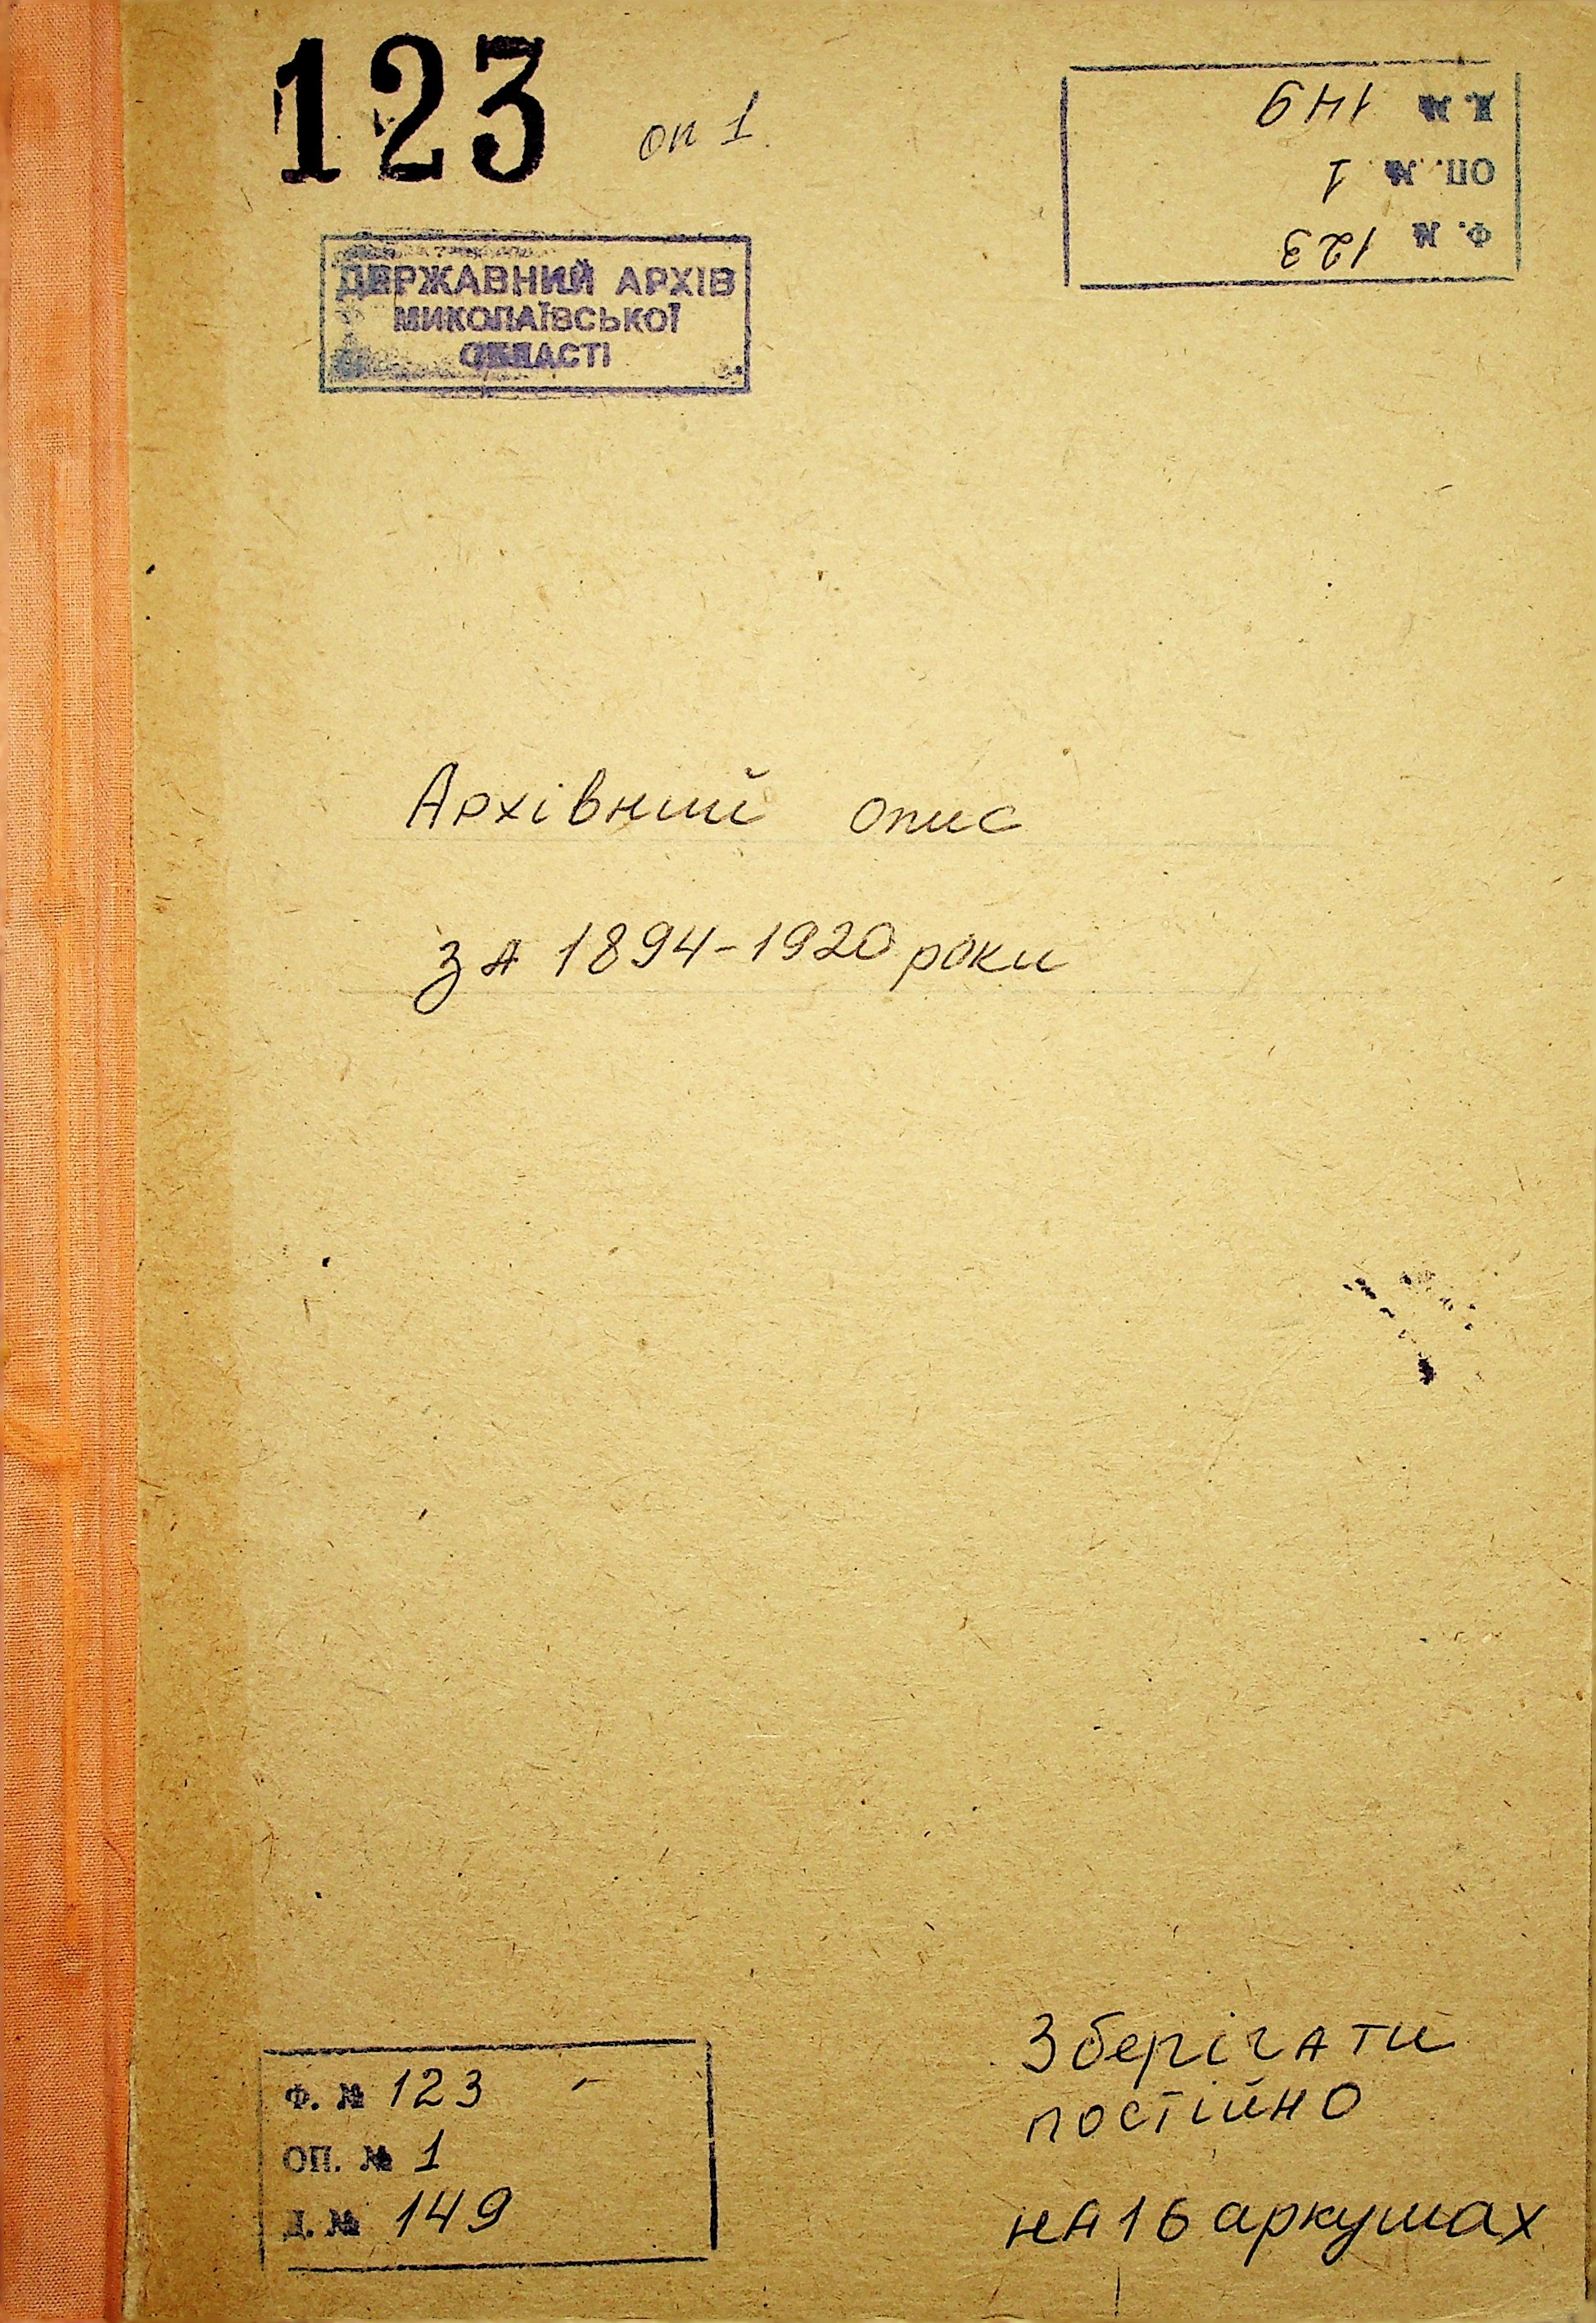 123 оп 1.
ДЕРЖАВНИЙ АРХІВ
МИКОЛАЇВСЬКОЇ
ОБЛАСТІ
Ф. № 123
ОП. № 1
Д. № 149
Архівний опис
за 1894-1920 роки
Ф. № 123
ОП. № 1
Д. № 149
Зберігати
постійно
на 16 аркушах